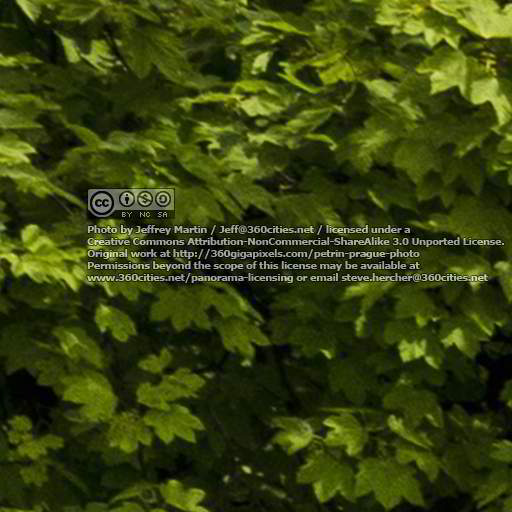 cc
BY NC SA
Photo by Jeffrey Martin / Jeff@360cities.net / licensed under a
Creative Commons Attribution-NonCommercial-ShareAlike 3.0 Unported License.
Original work at http://360gigapixels.com/petrin-prague-photo
Permissions beyond the scope of this license may be available at
www.360cities.net/panorama-licensing or email steve.hercher@360cities.net